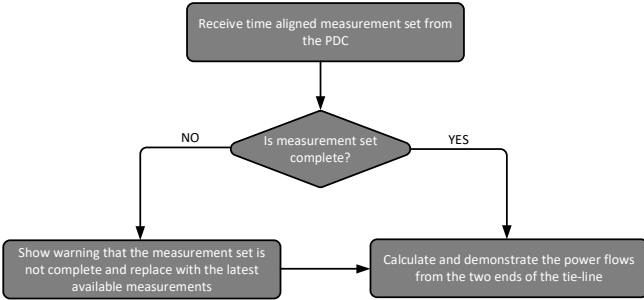 Receive time aligned measurement set from
the PDC
Is measurement set
complete?
NO
YES
Show warning that the measurement set is
not complete and replace with the latest
available measurements
Calculate and demonstrate the power flows
from the two ends of the tie-line